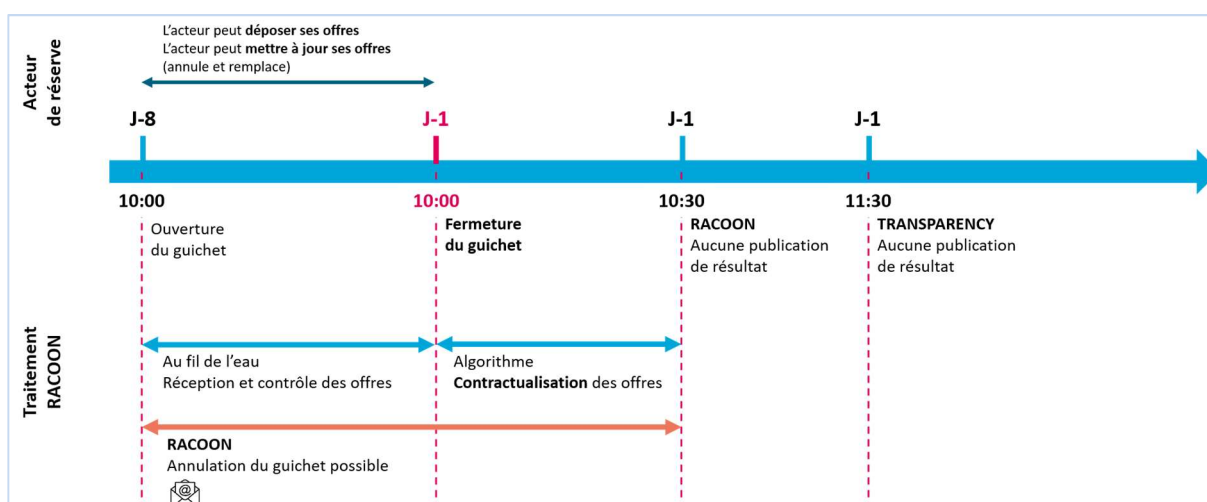 L’acteur peut déposer ses offres
L’acteur peut mettre à jour ses offres
(annule et remplace)
Acteur
de réserve
J-8
J-1
J-1
J-1
10:00
10:00
10:30
11:30
Ouverture
du guichet
Fermeture
du guichet
RACOON
Aucune publication
de résultat
TRANSPARENCY
Aucune publication
de résultat
Traitement
RACOON
Au fil de l’eau
Réception et contrôle des offres
Algorithme
Contractualisation des offres
RACOON
Annulation du guichet possible
@